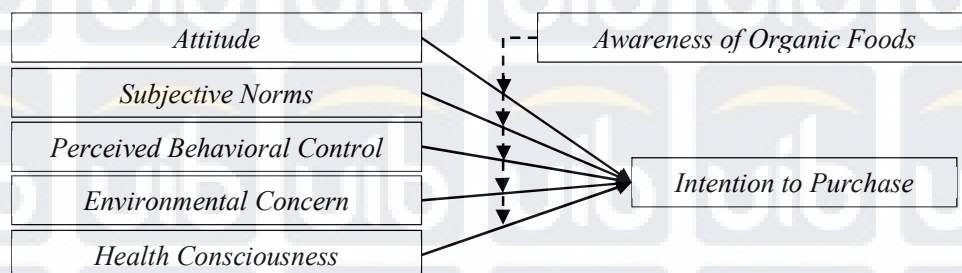 Attitude
Awareness of Organic Foods
Subjective Norms
Perceived Behavioral Control
Intention to Purchase
Environmental Concern
Health Consciousness